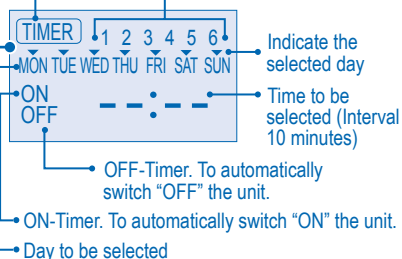 TIMER 1 2 3 4 5 6
MON TUE WED THU FRI SAT SUN
ON
OFF
--:--
Indicate the
selected day
Time to be
selected (Interval
10 minutes)
OFF-Timer. To automatically
switch “OFF” the unit.
ON-Timer. To automatically switch “ON” the unit.
Day to be selected